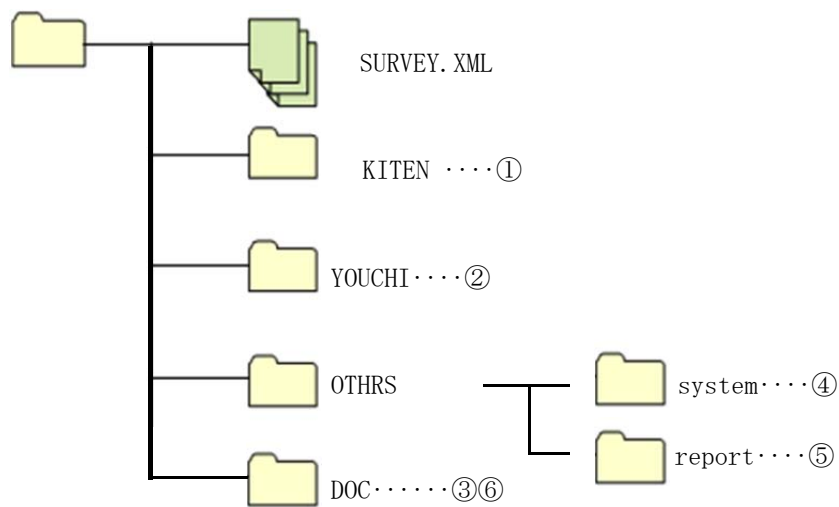 SURVEY.XML
KITEN ････①
YOUCHI････②
OTHRS
system････④
report････⑤
DOC･･････③⑥